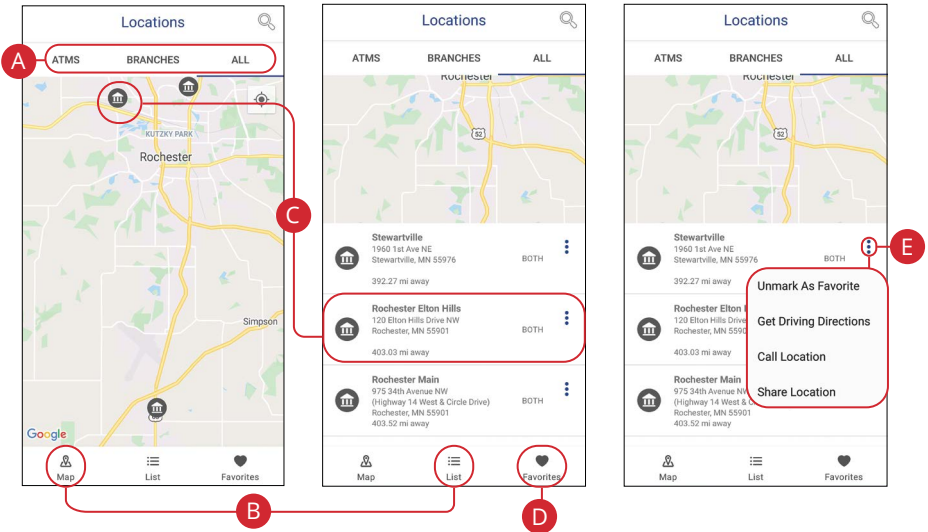 Locations
A
ATMS BRANCHES ALL
KUTZKY PARK
Rochester
Simpson
Google
Map List Favorites
B
C
Locations
ATMS BRANCHES ALL
Rochester
52
Stewartville
1960 1st Ave NE
Stewartville, MN 55976
BOTH
392.27 mi away
Rochester Elton Hills
120 Elton Hills Drive NW
Rochester, MN 55901
BOTH
403.03 mi away
Rochester Main
975 34th Avenue NW
(Highway 14 West & Circle Drive)
BOTH
Rochester, MN 55901
403.52 mi away
Map List Favorites
D
Locations
ATMS BRANCHES ALL
Rochester
52
Stewartville
1960 1st Ave NE
Stewartville, MN 55976
BOTH
392.27 mi away
E
Unmark As Favorite
Get Driving Directions
Call Location
Share Location
Rochester Elton
120 Elton Hills Drive
Rochester, MN 5590
403.03 mi away
Rochester Main
975 34th Avenue NW
(Highway 14 West & C
Rochester, MN 55901
403.52 mi away
Map List Favorites